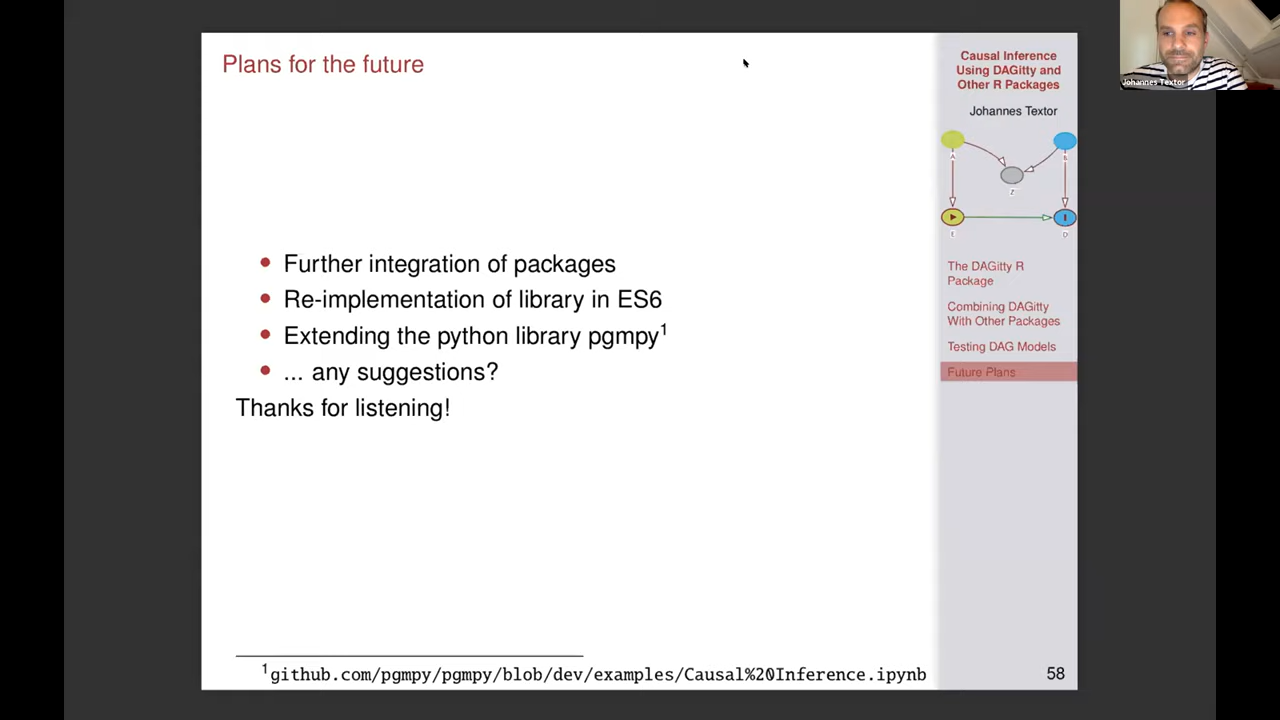 Plans for the future
Further integration of packages
Re-implementation of library in ES6
Extending the python library pgmpy¹
... any suggestions?
Thanks for listening!
¹github.com/pgmpy/pgmpy/blob/dev/examples/Causal%20Inference.ipynb
58
Causal Inference
Using DAGitty and
Other R Packages
Johannes Textor
A
B
Z
E
D
The DAGitty R
Package
Combining DAGitty
With Other Packages
Testing DAG Models
Future Plans
Johannes Textor